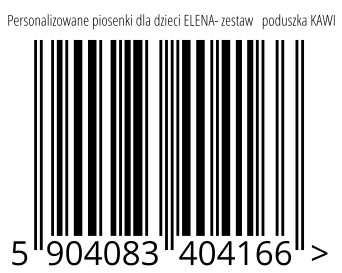 Personalizowane piosenki dla dzieci ELENA- zestaw poduszka KAWI
5 904083 404166 >